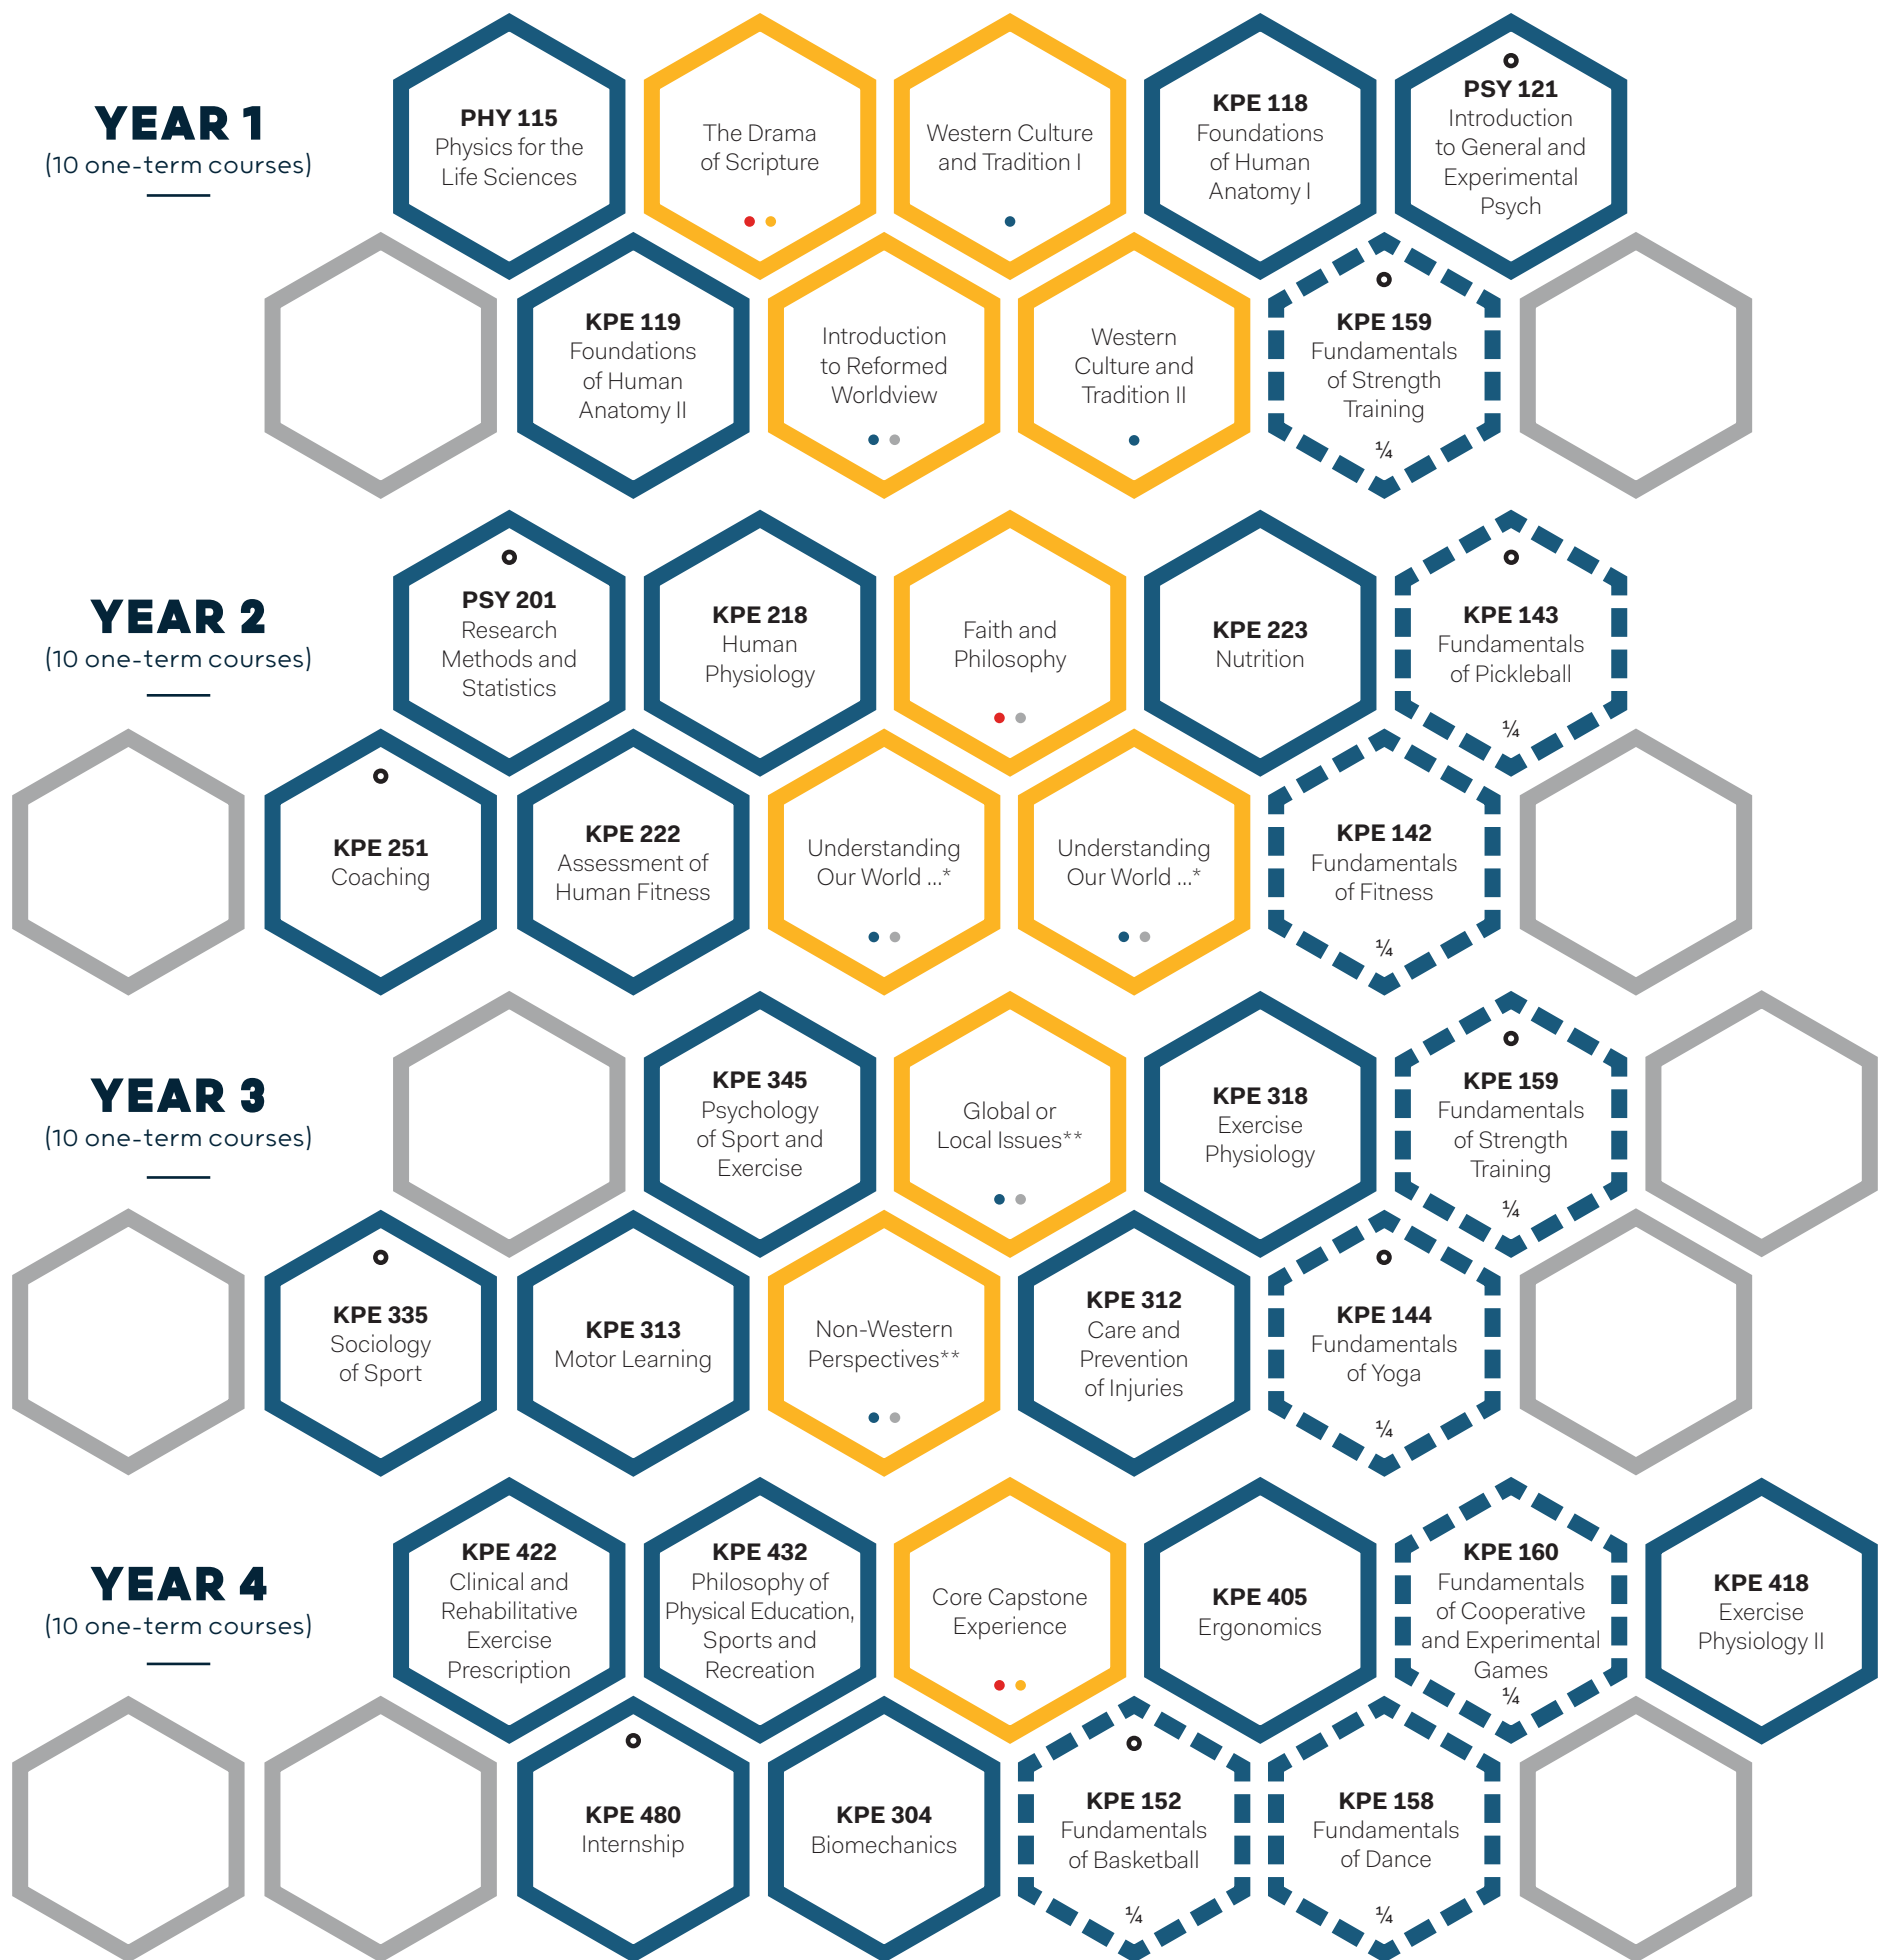 YEAR 1
(10 one-term courses)
PHY 115
Physics for the
Life Sciences
The Drama
of Scripture
Western Culture
and Tradition I
KPE 118
Foundations
of Human
Anatomy I
PSY 121
Introduction
to General and
Experimental
Psych
KPE 119
Foundations
of Human
Anatomy II
Introduction
to Reformed
Worldview
Western
Culture and
Tradition II
KPE 159
Fundamentals
of Strength
Training
¼
YEAR 2
(10 one-term courses)
PSY 201
Research
Methods and
Statistics
KPE 218
Human
Physiology
Faith and
Philosophy
KPE 223
Nutrition
KPE 143
Fundamentals
of Pickleball
¼
KPE 251
Coaching
KPE 222
Assessment of
Human Fitness
Understanding
Our World ...*
Understanding
Our World ...*
KPE 142
Fundamentals
of Fitness
¼
YEAR 3
(10 one-term courses)
KPE 345
Psychology
of Sport and
Exercise
Global or
Local Issues**
KPE 318
Exercise
Physiology
KPE 159
Fundamentals
of Strength
Training
¼
KPE 335
Sociology
of Sport
KPE 313
Motor Learning
Non-Western
Perspectives**
KPE 312
Care and
Prevention
of Injuries
KPE 144
Fundamentals
of Yoga
¼
YEAR 4
(10 one-term courses)
KPE 422
Clinical and
Rehabilitative
Exercise
Prescription
KPE 432
Philosophy of
Physical Education,
Sports and
Recreation
Core Capstone
Experience
KPE 405
Ergonomics
KPE 160
Fundamentals
of Cooperative
and Experimental
Games
¼
KPE 418
Exercise
Physiology II
KPE 480
Internship
KPE 304
Biomechanics
KPE 152
Fundamentals
of Basketball
¼
KPE 158
Fundamentals
of Dance
¼